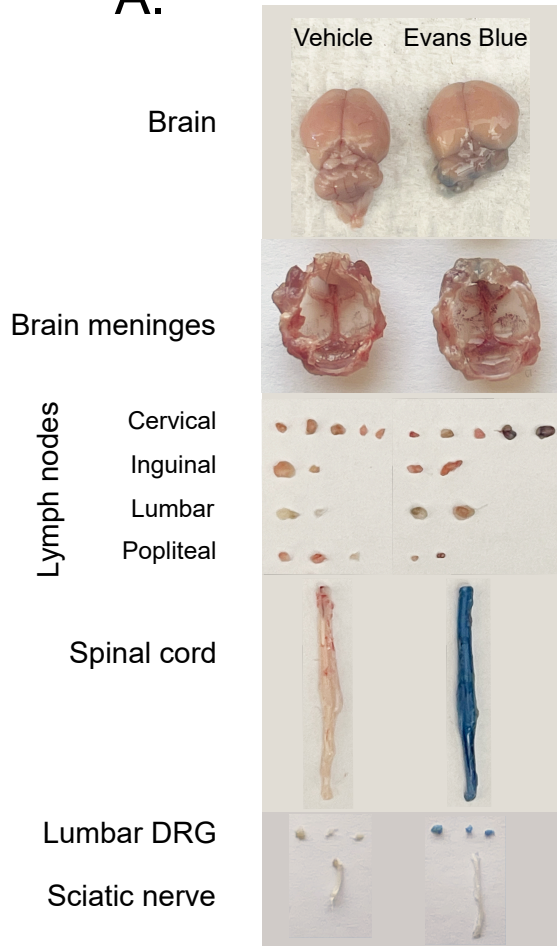 A.
Vehicle Evans Blue
Brain
Brain meninges
Lymph nodes
Cervical
Inguinal
Lumbar
Popliteal
Spinal cord
Lumbar DRG
Sciatic nerve